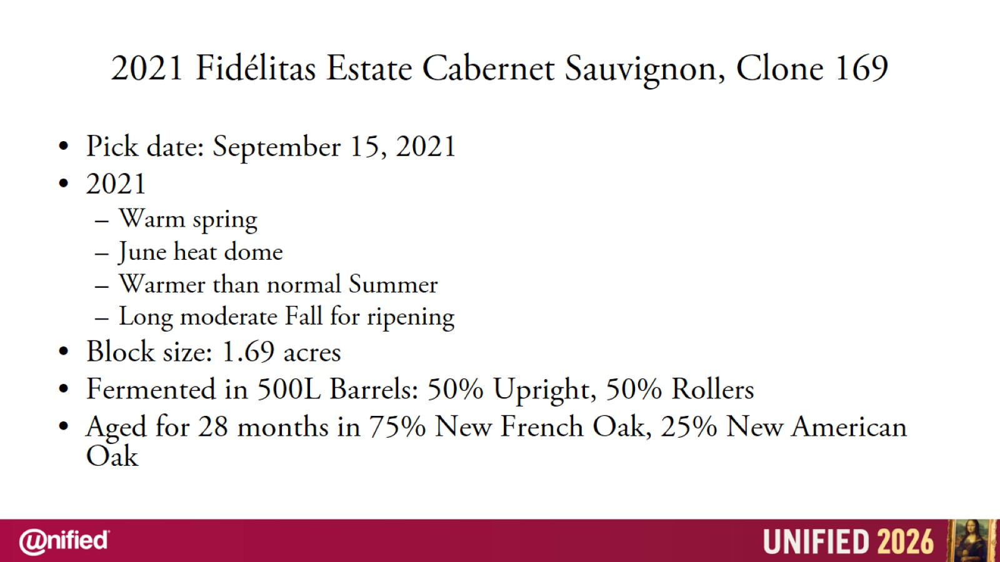 2021 Fidélitas Estate Cabernet Sauvignon, Clone 169
• Pick date: September 15, 2021
• 2021
– Warm spring
– June heat dome
– Warmer than normal Summer
– Long moderate Fall for ripening
• Block size: 1.69 acres
• Fermented in 500L Barrels: 50% Upright, 50% Rollers
• Aged for 28 months in 75% New French Oak, 25% New American
Oak
unified
UNIFIED 2026